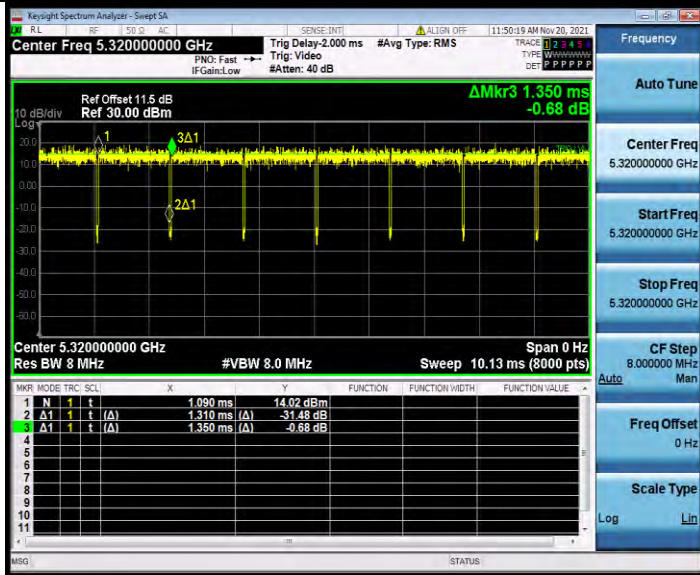 Keysight Spectrum Analyzer - Swept SA
RL RF 50 Ω AC SENSE:INT ALIGN OFF 11:50:19 AM Nov 20, 2021
Center Freq 5.320000000 GHz Trig Delay-2.000 ms #Avg Type: RMS TRACE 1 2 3 4 5 6
PNO: Fast Trig: Video TYPE WWWWWW
IFGain:Low #Atten: 40 dB DET P P P P P P
Frequency
ΔMkr3 1.350 ms
-0.68 dB
Ref Offset 11.5 dB
10 dB/div Ref 30.00 dBm
Log
20.0
10.0
0.00
-10.0
-20.0
-30.0
-40.0
-50.0
-60.0
1
3Δ1
2Δ1
Center 5.320000000 GHz Span 0 Hz
Res BW 8 MHz #VBW 8.0 MHz Sweep 10.13 ms (8000 pts)
MKR MODE TRC SCL X Y FUNCTION FUNCTION WIDTH FUNCTION VALUE
1 N 1 t 1.090 ms 14.02 dBm
2 Δ1 1 t (Δ) 1.310 ms (Δ) -31.48 dB
3 Δ1 1 t (Δ) 1.350 ms (Δ) -0.68 dB
4
5
6
7
8
9
10
11
MSG STATUS
Auto Tune
Center Freq
5.320000000 GHz
Start Freq
5.320000000 GHz
Stop Freq
5.320000000 GHz
CF Step
8.000000 MHz
Auto Man
Freq Offset
0 Hz
Scale Type
Log Lin